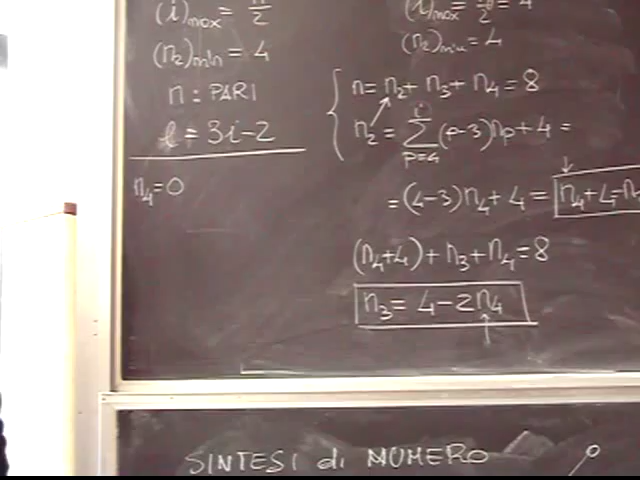 (i)max = n/2
(n₂)min = 4
n = PARI
ℓ = 3i-2
n₄=0
(i)max = n/2 = 4
(n₂)min = 4
n = n₂ + n₃ + n₄ = 8
n₂ = Σ_{p=4}^{i} (p-3)nₚ + 4 =
= (4-3)n₄ + 4 = n₄+4=n₂
(n₄+4) + n₃ + n₄ = 8
n₃ = 4 - 2n₄
SINTESI di NUMERO